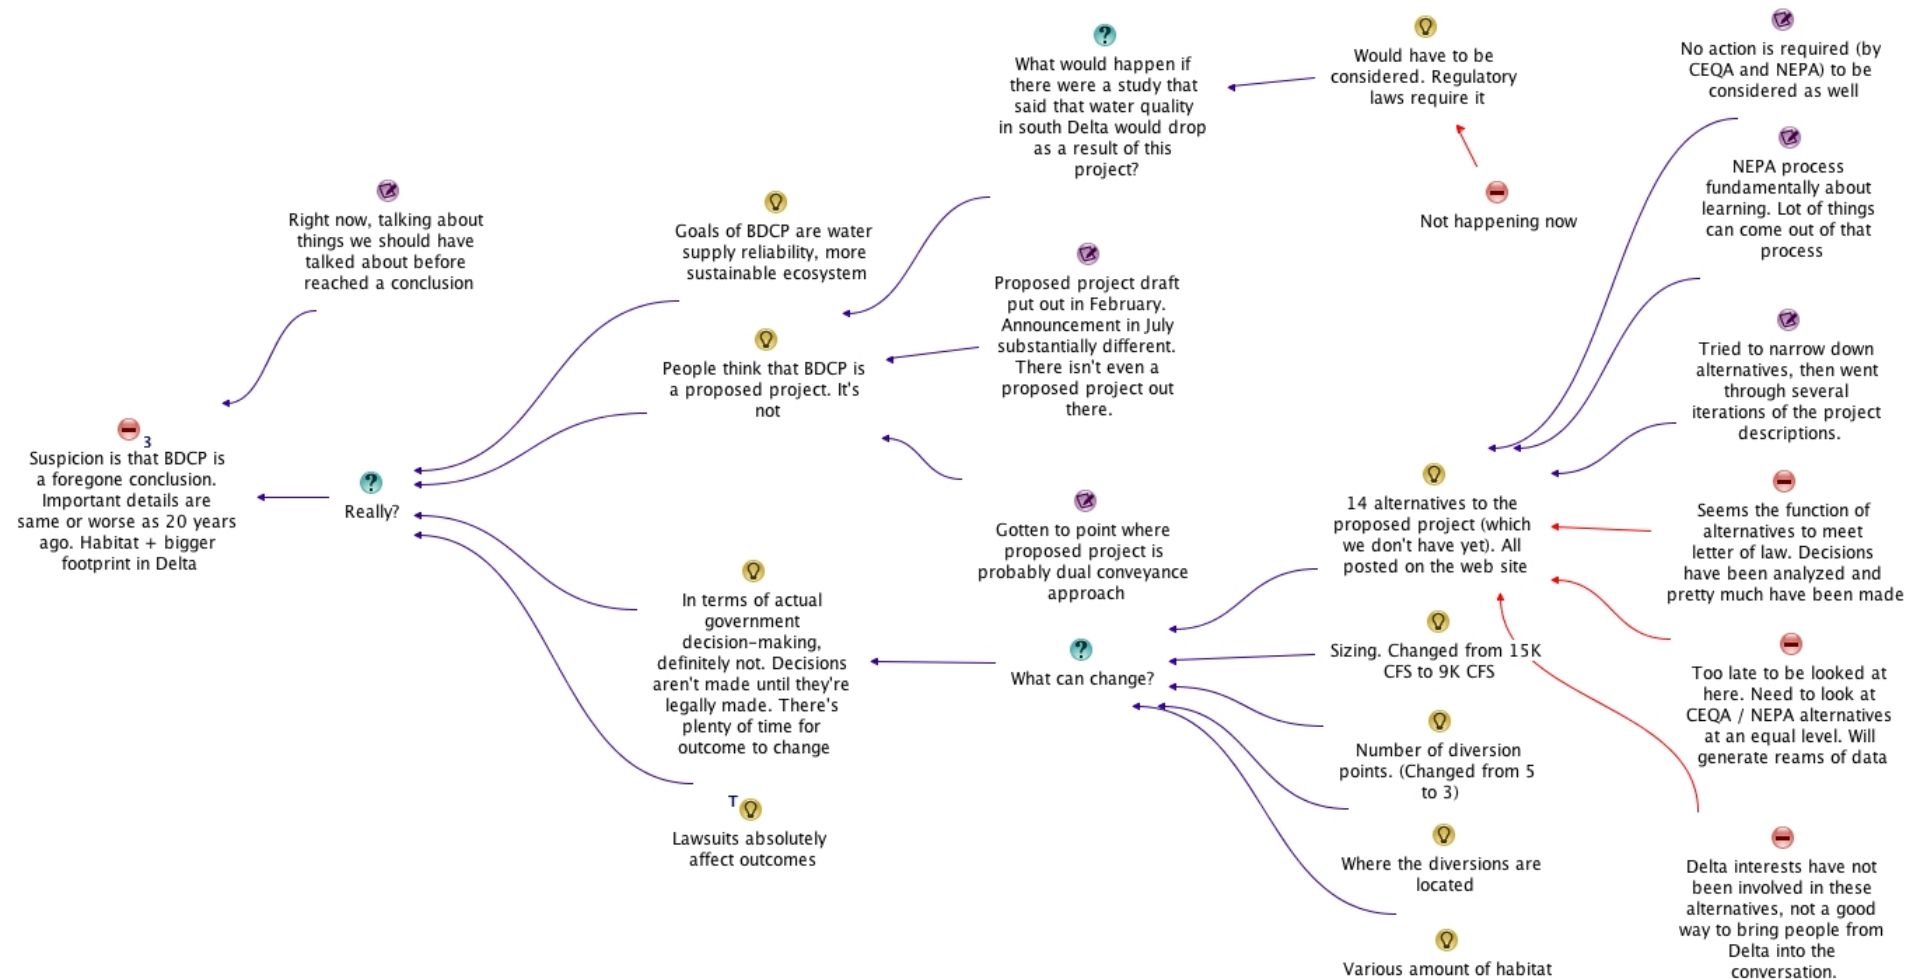 Right now, talking about
things we should have
talked about before
reached a conclusion
3
Suspicion is that BDCP is
a foregone conclusion.
Important details are
same or worse as 20 years
ago. Habitat + bigger
footprint in Delta
?
Really?
Goals of BDCP are water
supply reliability, more
sustainable ecosystem
People think that BDCP is
a proposed project. It's
not
In terms of actual
government
decision-making,
definitely not. Decisions
aren't made until they're
legally made. There's
plenty of time for
outcome to change
T
Lawsuits absolutely
affect outcomes
?
What would happen if
there were a study that
said that water quality
in south Delta would drop
as a result of this
project?
Proposed project draft
put out in February.
Announcement in July
substantially different.
There isn't even a
proposed project out
there.
Gotten to point where
proposed project is
probably dual conveyance
approach
?
What can change?
Would have to be
considered. Regulatory
laws require it
Not happening now
14 alternatives to the
proposed project (which
we don't have yet). All
posted on the web site
Sizing. Changed from 15K
CFS to 9K CFS
Number of diversion
points. (Changed from 5
to 3)
Where the diversions are
located
Various amount of habitat
No action is required (by
CEQA and NEPA) to be
considered as well
NEPA process
fundamentally about
learning. Lot of things
can come out of that
process
Tried to narrow down
alternatives, then went
through several
iterations of the project
descriptions.
Seems the function of
alternatives to meet
letter of law. Decisions
have been analyzed and
pretty much have been made
Too late to be looked at
here. Need to look at
CEQA / NEPA alternatives
at an equal level. Will
generate reams of data
Delta interests have not
been involved in these
alternatives, not a good
way to bring people from
Delta into the
conversation.